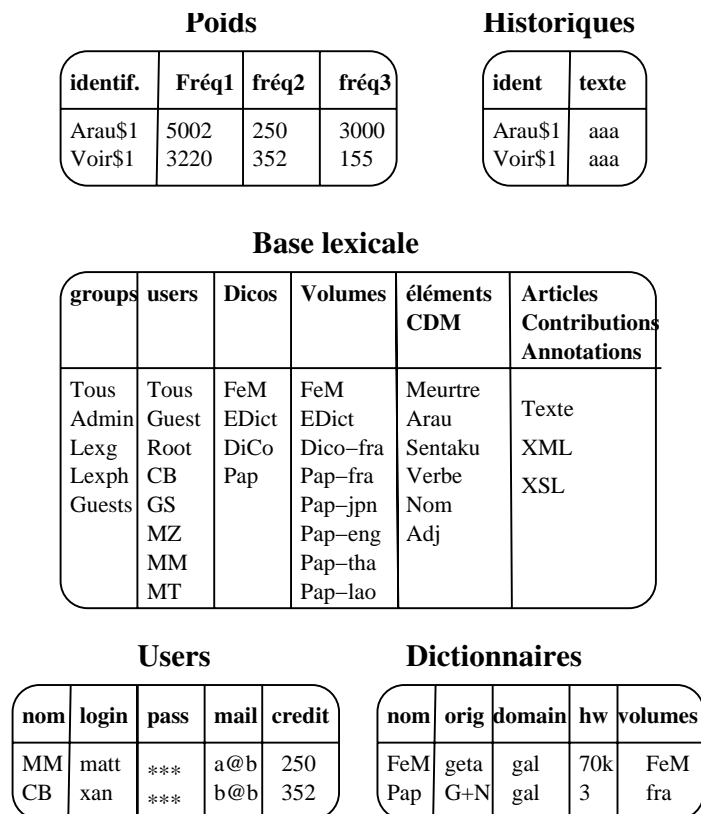 Poids
Historiques
identif. Fréq1 fréq2 fréq3
Arau$1 5002 250 3000
Voir$1 3220 352 155
ident texte
Arau$1 aaa
Voir$1 aaa
Base lexicale
groups users Dicos Volumes éléments CDM Articles Contributions Annotations
Tous Tous FeM FeM Meurtre Texte
Admin Guest EDict EDict Arau XML
Lexg Root DiCo Dico−fra Sentaku XSL
Lexph CB Pap Pap−fra Verbe
Guests GS Pap−jpn Nom
MZ Pap−eng Adj
MM Pap−tha
MT Pap−lao
Users
nom login pass mail credit
MM matt *** a@b 250
CB xan *** b@b 352
Dictionnaires
nom orig domain hw volumes
FeM geta gal 70k FeM
Pap G+N gal 3 fra